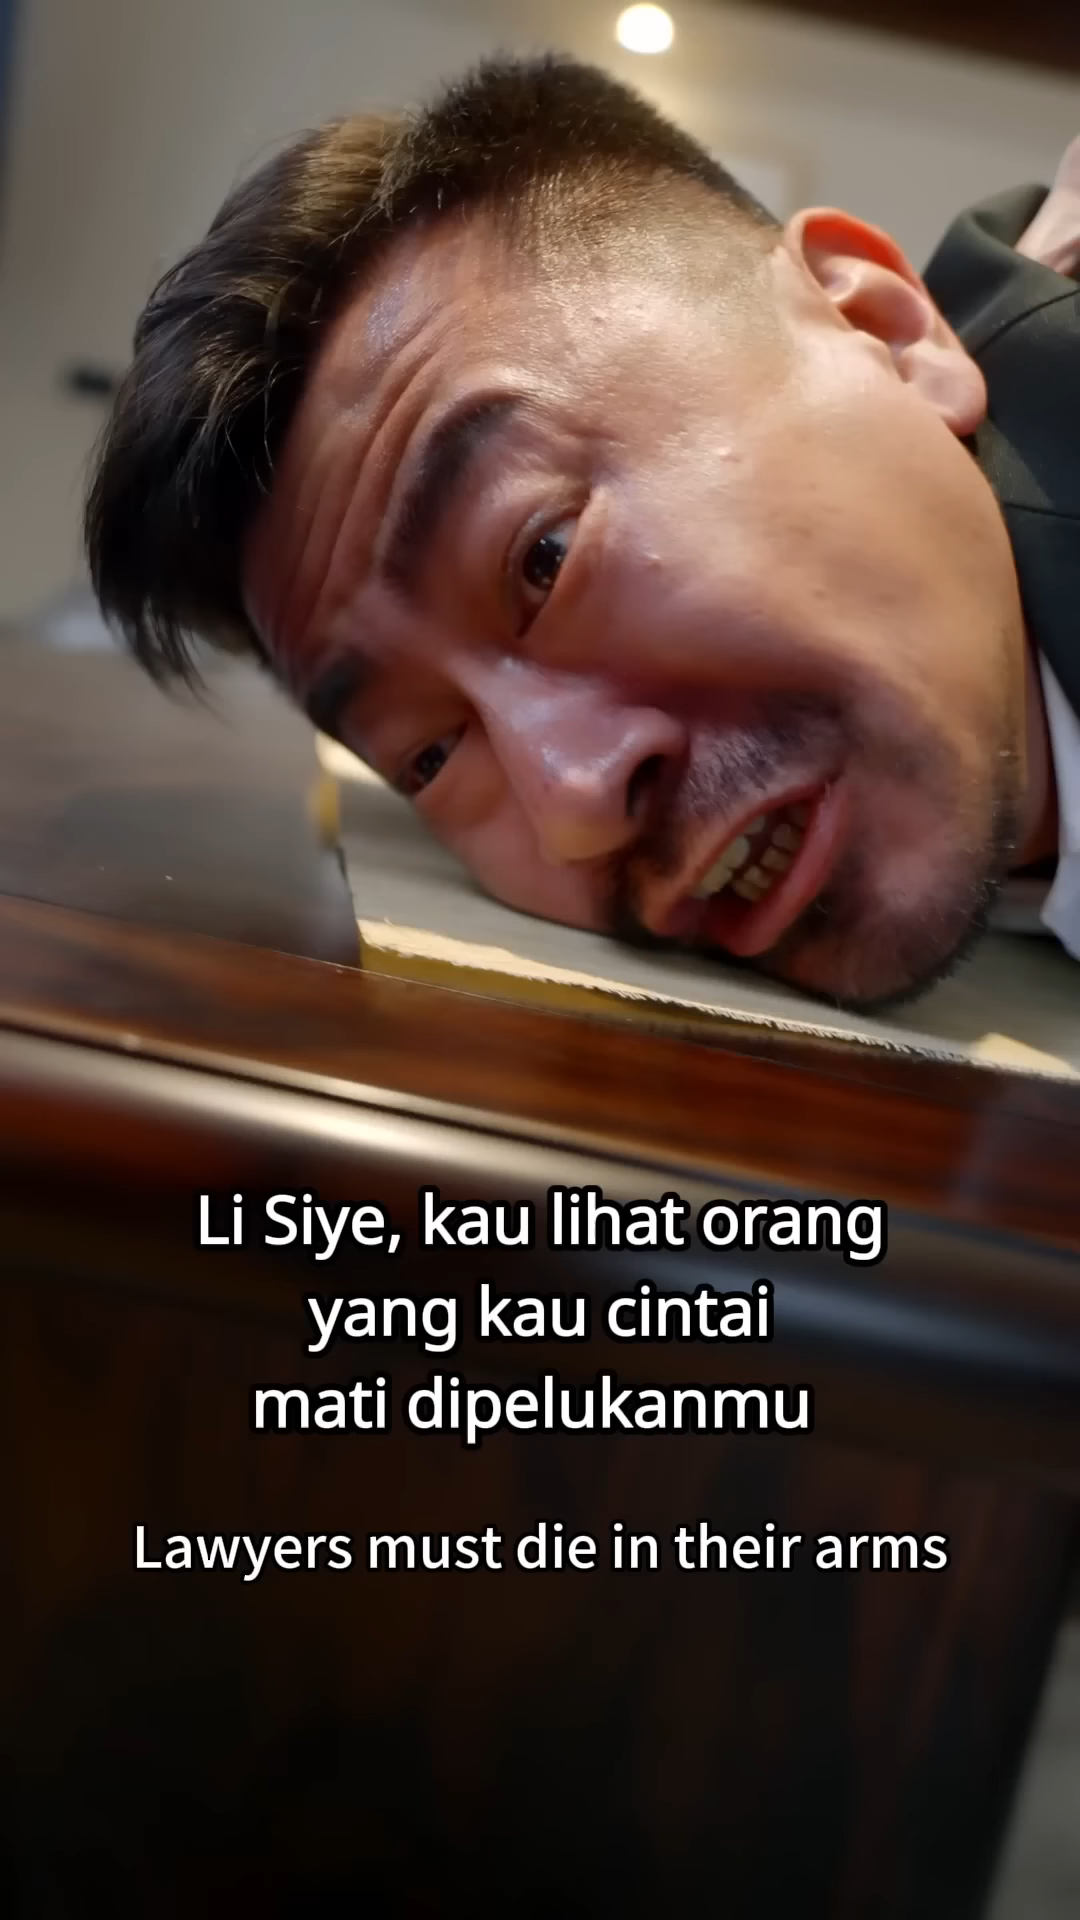 Li Siye, kau lihat orang
yang kau cintai
mati dipelukanmu
Lawyers must die in their arms